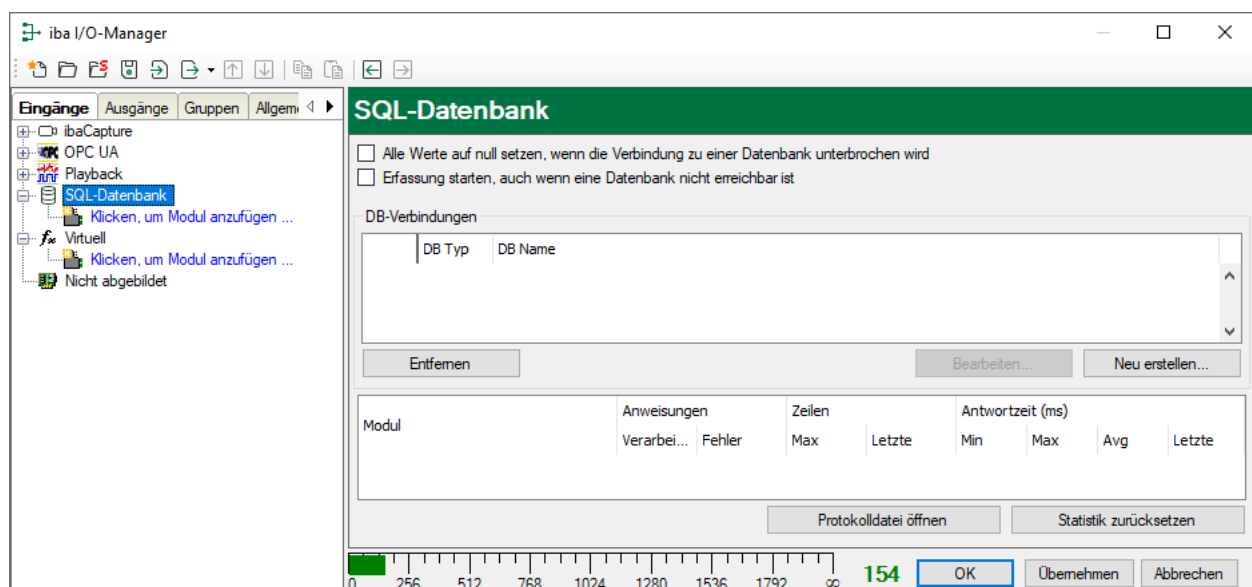 iba I/O-Manager
Eingänge Ausgänge Gruppen Allgem
ibaCapture
OPC UA
Playback
SQL-Datenbank
Klicken, um Modul anzufügen ...
fx Virtuell
Klicken, um Modul anzufügen ...
Nicht abgebildet
SQL-Datenbank
Alle Werte auf null setzen, wenn die Verbindung zu einer Datenbank unterbrochen wird
Erfassung starten, auch wenn eine Datenbank nicht erreichbar ist
DB-Verbindungen
DB Typ DB Name
Entfernen Bearbeiten... Neu erstellen...
Modul Anweisungen Zeilen Antwortzeit (ms)
Verarbei... Fehler Max Letzte Min Max Avg Letzte
Protokolldatei öffnen Statistik zurücksetzen
0 256 512 768 1024 1280 1536 1792 ∞ 154 OK Übernehmen Abbrechen